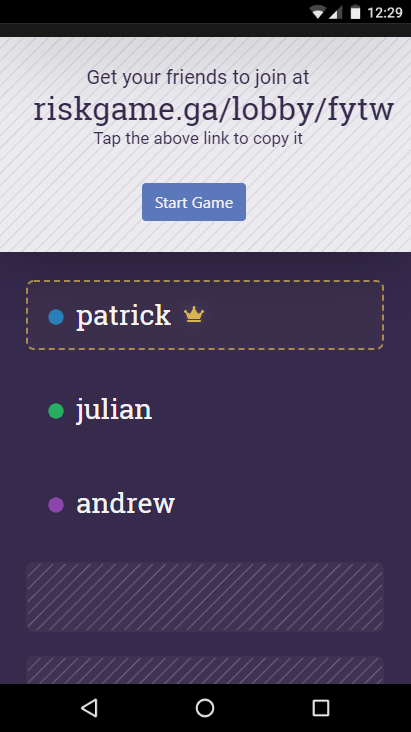 12:29
Get your friends to join at
riskgame.ga/lobby/fytw
Tap the above link to copy it
Start Game
patrick
julian
andrew